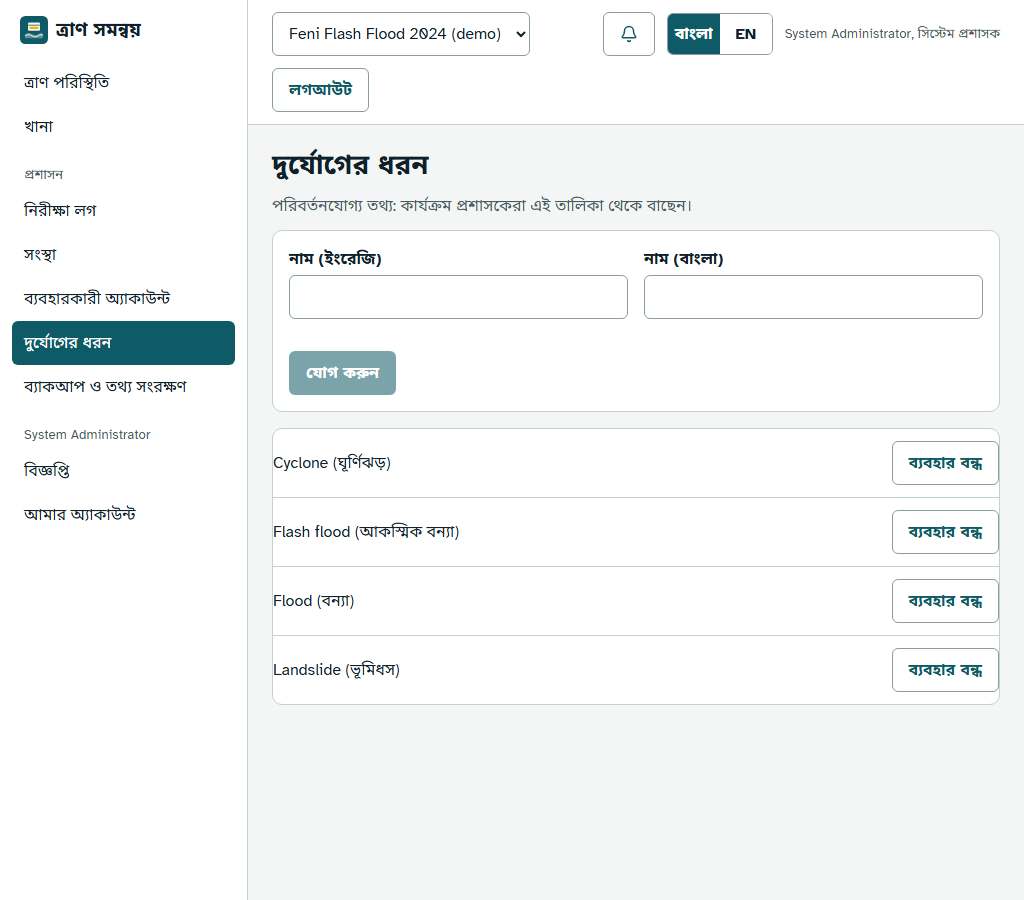 ত্রাণ সমন্বয়
ত্রাণ পরিস্থিতি
খানা
প্রশাসন
নিরীক্ষা লগ
সংস্থা
ব্যবহারকারী অ্যাকাউন্ট
দুর্যোগের ধরন
ব্যাকআপ ও তথ্য সংরক্ষণ
System Administrator
বিজ্ঞপ্তি
আমার অ্যাকাউন্ট
Feni Flash Flood 2024 (demo)
বাংলা EN
System Administrator, সিস্টেম প্রশাসক
লগআউট
দুর্যোগের ধরন
পরিবর্তনযোগ্য তথ্য: কার্যক্রম প্রশাসকেরা এই তালিকা থেকে বাছেন।
নাম (ইংরেজি) নাম (বাংলা)
যোগ করুন
Cyclone (ঘূর্ণিঝড়) ব্যবহার বন্ধ
Flash flood (আকস্মিক বন্যা) ব্যবহার বন্ধ
Flood (বন্যা) ব্যবহার বন্ধ
Landslide (ভূমিধস) ব্যবহার বন্ধ